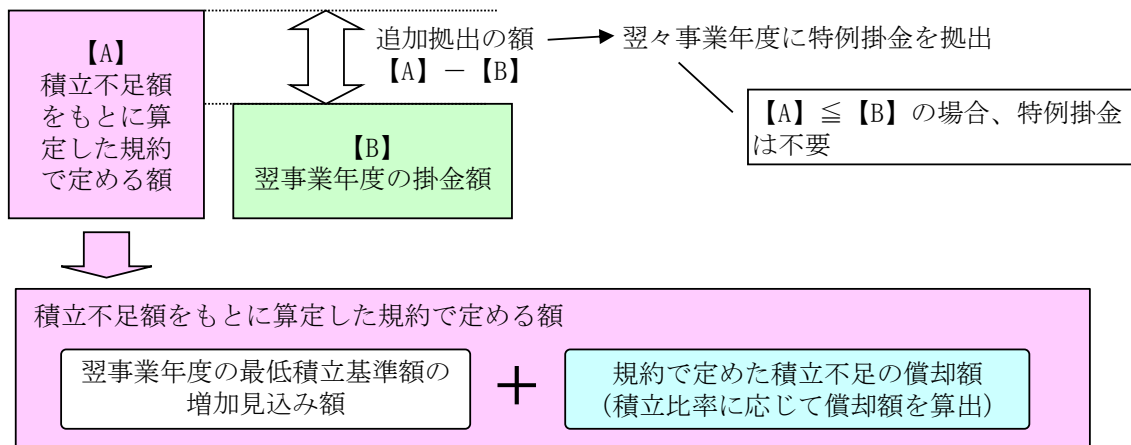 【A】
積立不足額
をもとに算
定した規約
で定める額
追加拠出の額
【A】－【B】
翌々事業年度に特例掛金を拠出
【A】≦【B】の場合、特例掛金
は不要
【B】
翌事業年度の掛金額
積立不足額をもとに算定した規約で定める額
翌事業年度の最低積立基準額の
増加見込み額
＋
規約で定めた積立不足の償却額
（積立比率に応じて償却額を算出）